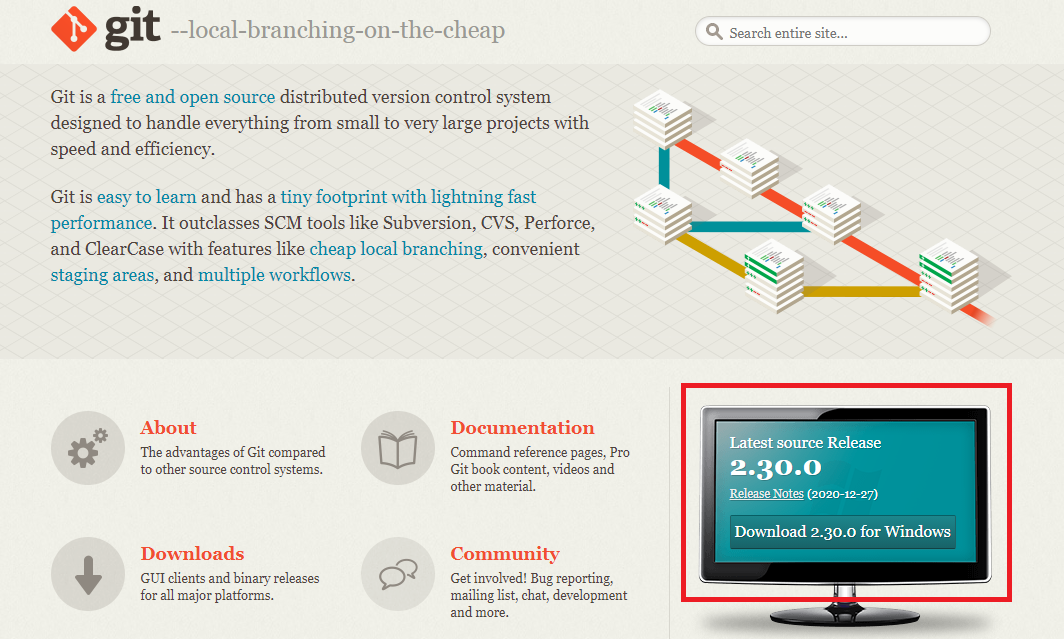 git --local-branching-on-the-cheap
Search entire site...
Git is a free and open source distributed version control system
designed to handle everything from small to very large projects with
speed and efficiency.
Git is easy to learn and has a tiny footprint with lightning fast
performance. It outclasses SCM tools like Subversion, CVS, Perforce,
and ClearCase with features like cheap local branching, convenient
staging areas, and multiple workflows.
About
The advantages of Git compared
to other source control systems.
Documentation
Command reference pages, Pro
Git book content, videos and
other material.
Downloads
GUI clients and binary releases
for all major platforms.
Community
Get involved! Bug reporting,
mailing list, chat, development
and more.
Latest source Release
2.30.0
Release Notes (2020-12-27)
Download 2.30.0 for Windows